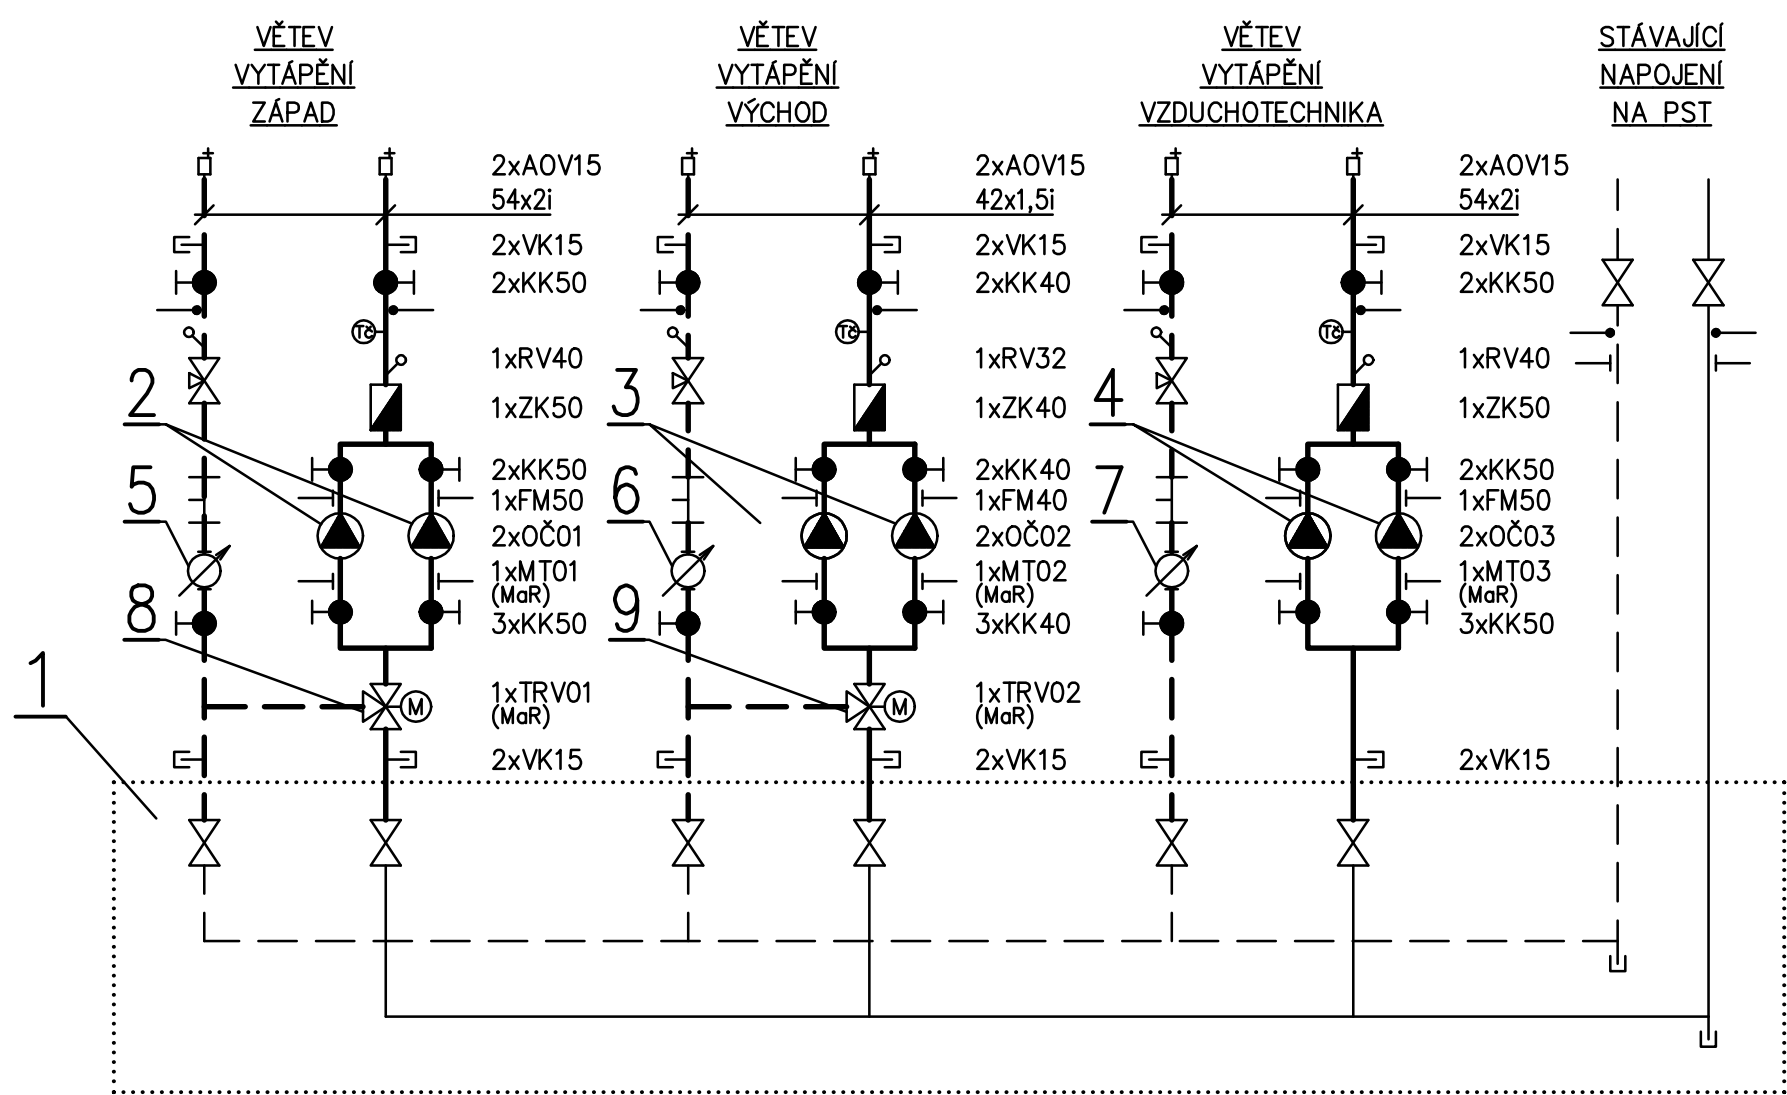 VĚTEV
VYTÁPĚNÍ
ZÁPAD
2xAOV15
54x2i
2xVK15
2xKK50
Tč
1xRV40
2
1xZK50
2xKK50
5
1xFM50
2xOČ01
1xMT01
(MaR)
8
3xKK50
1
1xTRV01
(MaR)
M
2xVK15
VĚTEV
VYTÁPĚNÍ
VÝCHOD
2xAOV15
42x1,5i
2xVK15
2xKK40
Tč
1xRV32
3
1xZK40
2xKK40
6
1xFM40
2xOČ02
1xMT02
(MaR)
9
3xKK40
1xTRV02
(MaR)
M
2xVK15
VĚTEV
VYTÁPĚNÍ
VZDUCHOTECHNIKA
2xAOV15
54x2i
2xVK15
2xKK50
Tč
1xRV40
4
1xZK50
2xKK50
7
1xFM50
2xOČ03
1xMT03
(MaR)
3xKK50
2xVK15
STÁVAJÍCÍ
NAPOJENÍ
NA PST